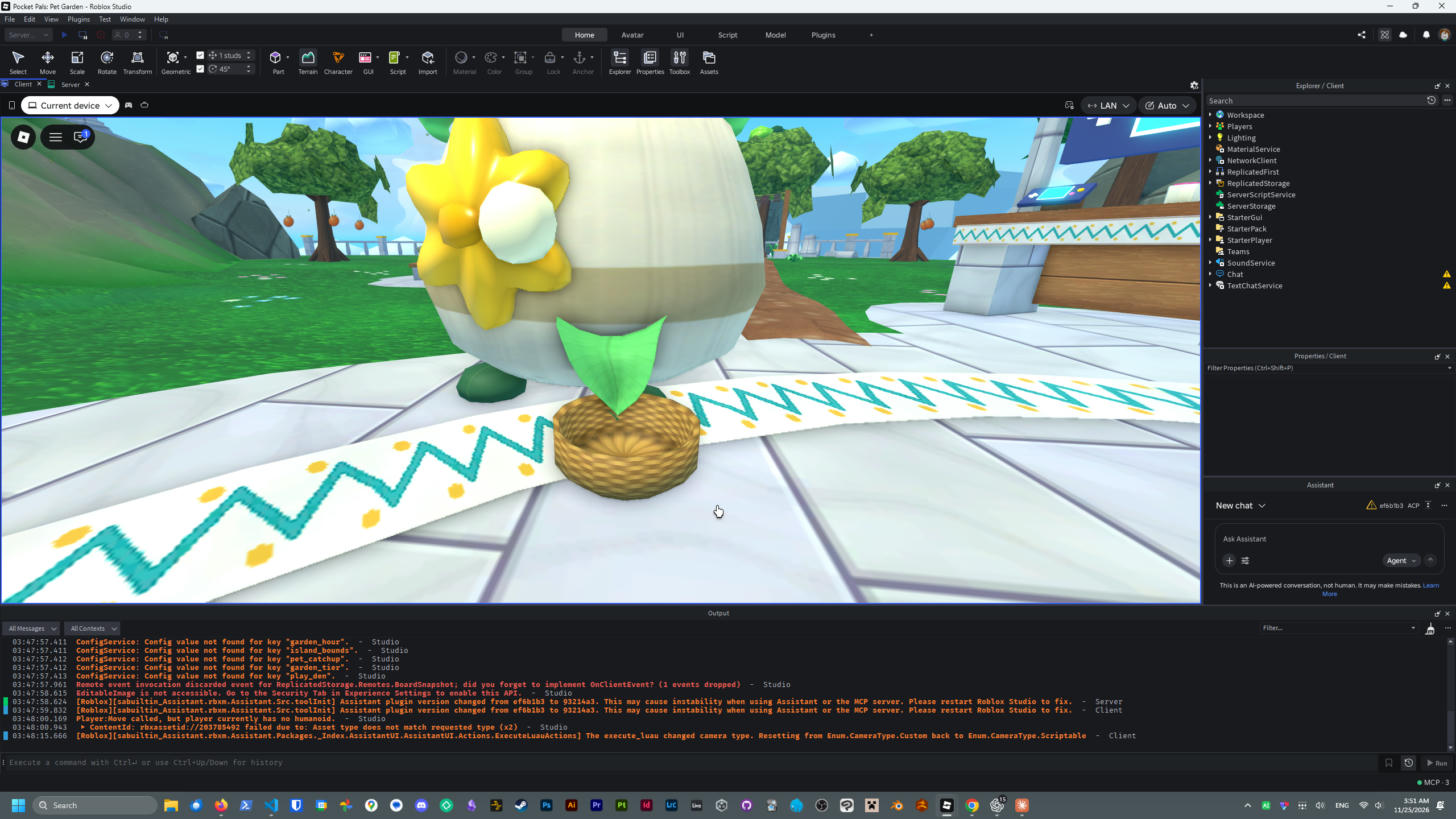 Pocket Pals: Pet Garden - Roblox Studio
File Edit View Plugins Test Window Help
Server... 0 Home Avatar UI Script Model Plugins +
1 studs
45°
Select Move Scale Rotate Transform Geometric Part Terrain Character GUI Script Import Material Color Group Lock Anchor Explorer Properties Toolbox Assets
Client Server
Current device LAN Auto
1
Explorer / Client
Search
Workspace
Players
Lighting
MaterialService
NetworkClient
ReplicatedFirst
ReplicatedStorage
ServerScriptService
ServerStorage
StarterGui
StarterPack
StarterPlayer
Teams
SoundService
Chat
TextChatService
Properties / Client
Filter Properties (Ctrl+Shift+P)
Assistant
New chat ef6b1b3 ACP
Ask Assistant
Agent
This is an AI-powered conversation, not human. It may make mistakes. Learn
More
Output
All Messages All Contexts Filter...
03:47:57.411 ConfigService: Config value not found for key "garden_hour". - Studio
03:47:57.411 ConfigService: Config value not found for key "island_bounds". - Studio
03:47:57.412 ConfigService: Config value not found for key "pet_catchup". - Studio
03:47:57.412 ConfigService: Config value not found for key "garden_tier". - Studio
03:47:57.413 ConfigService: Config value not found for key "play_den". - Studio
03:47:57.961 Remote event invocation discarded event for ReplicatedStorage.Remotes.BoardSnapshot; did you forget to implement OnClientEvent? (1 events dropped) - Studio
03:47:58.615 EditableImage is not accessible. Go to the Security Tab in Experience Settings to enable this API. - Studio
03:47:58.624 [Roblox][sabuiltin_Assistant.rbxm.Assistant.Src.toolInit] Assistant plugin version changed from ef6b1b3 to 93214a3. This may cause instability when using Assistant or the MCP server. Please restart Roblox Studio to fix. - Server
03:47:59.832 [Roblox][sabuiltin_Assistant.rbxm.Assistant.Src.toolInit] Assistant plugin version changed from ef6b1b3 to 93214a3. This may cause instability when using Assistant or the MCP server. Please restart Roblox Studio to fix. - Client
03:48:00.169 Player:Move called, but player currently has no humanoid. - Studio
03:48:00.943 ContentId: rbxassetid://203785492 failed due to: Asset type does not match requested type (x2) - Studio
03:48:15.666 [Roblox][sabuiltin_Assistant.rbxm.Assistant.Packages._Index.AssistantUI.AssistantUI.Actions.ExecuteLuauActions] The execute_luau changed camera type. Resetting from Enum.CameraType.Custom back to Enum.CameraType.Scriptable - Client
Execute a command with Ctrl+↵ or use Ctrl+Up/Down for history
Run
MCP · 3
Search
Ps Ai Pr Pt Id LrC Live 15
ENG
3:51 AM
11/25/2026